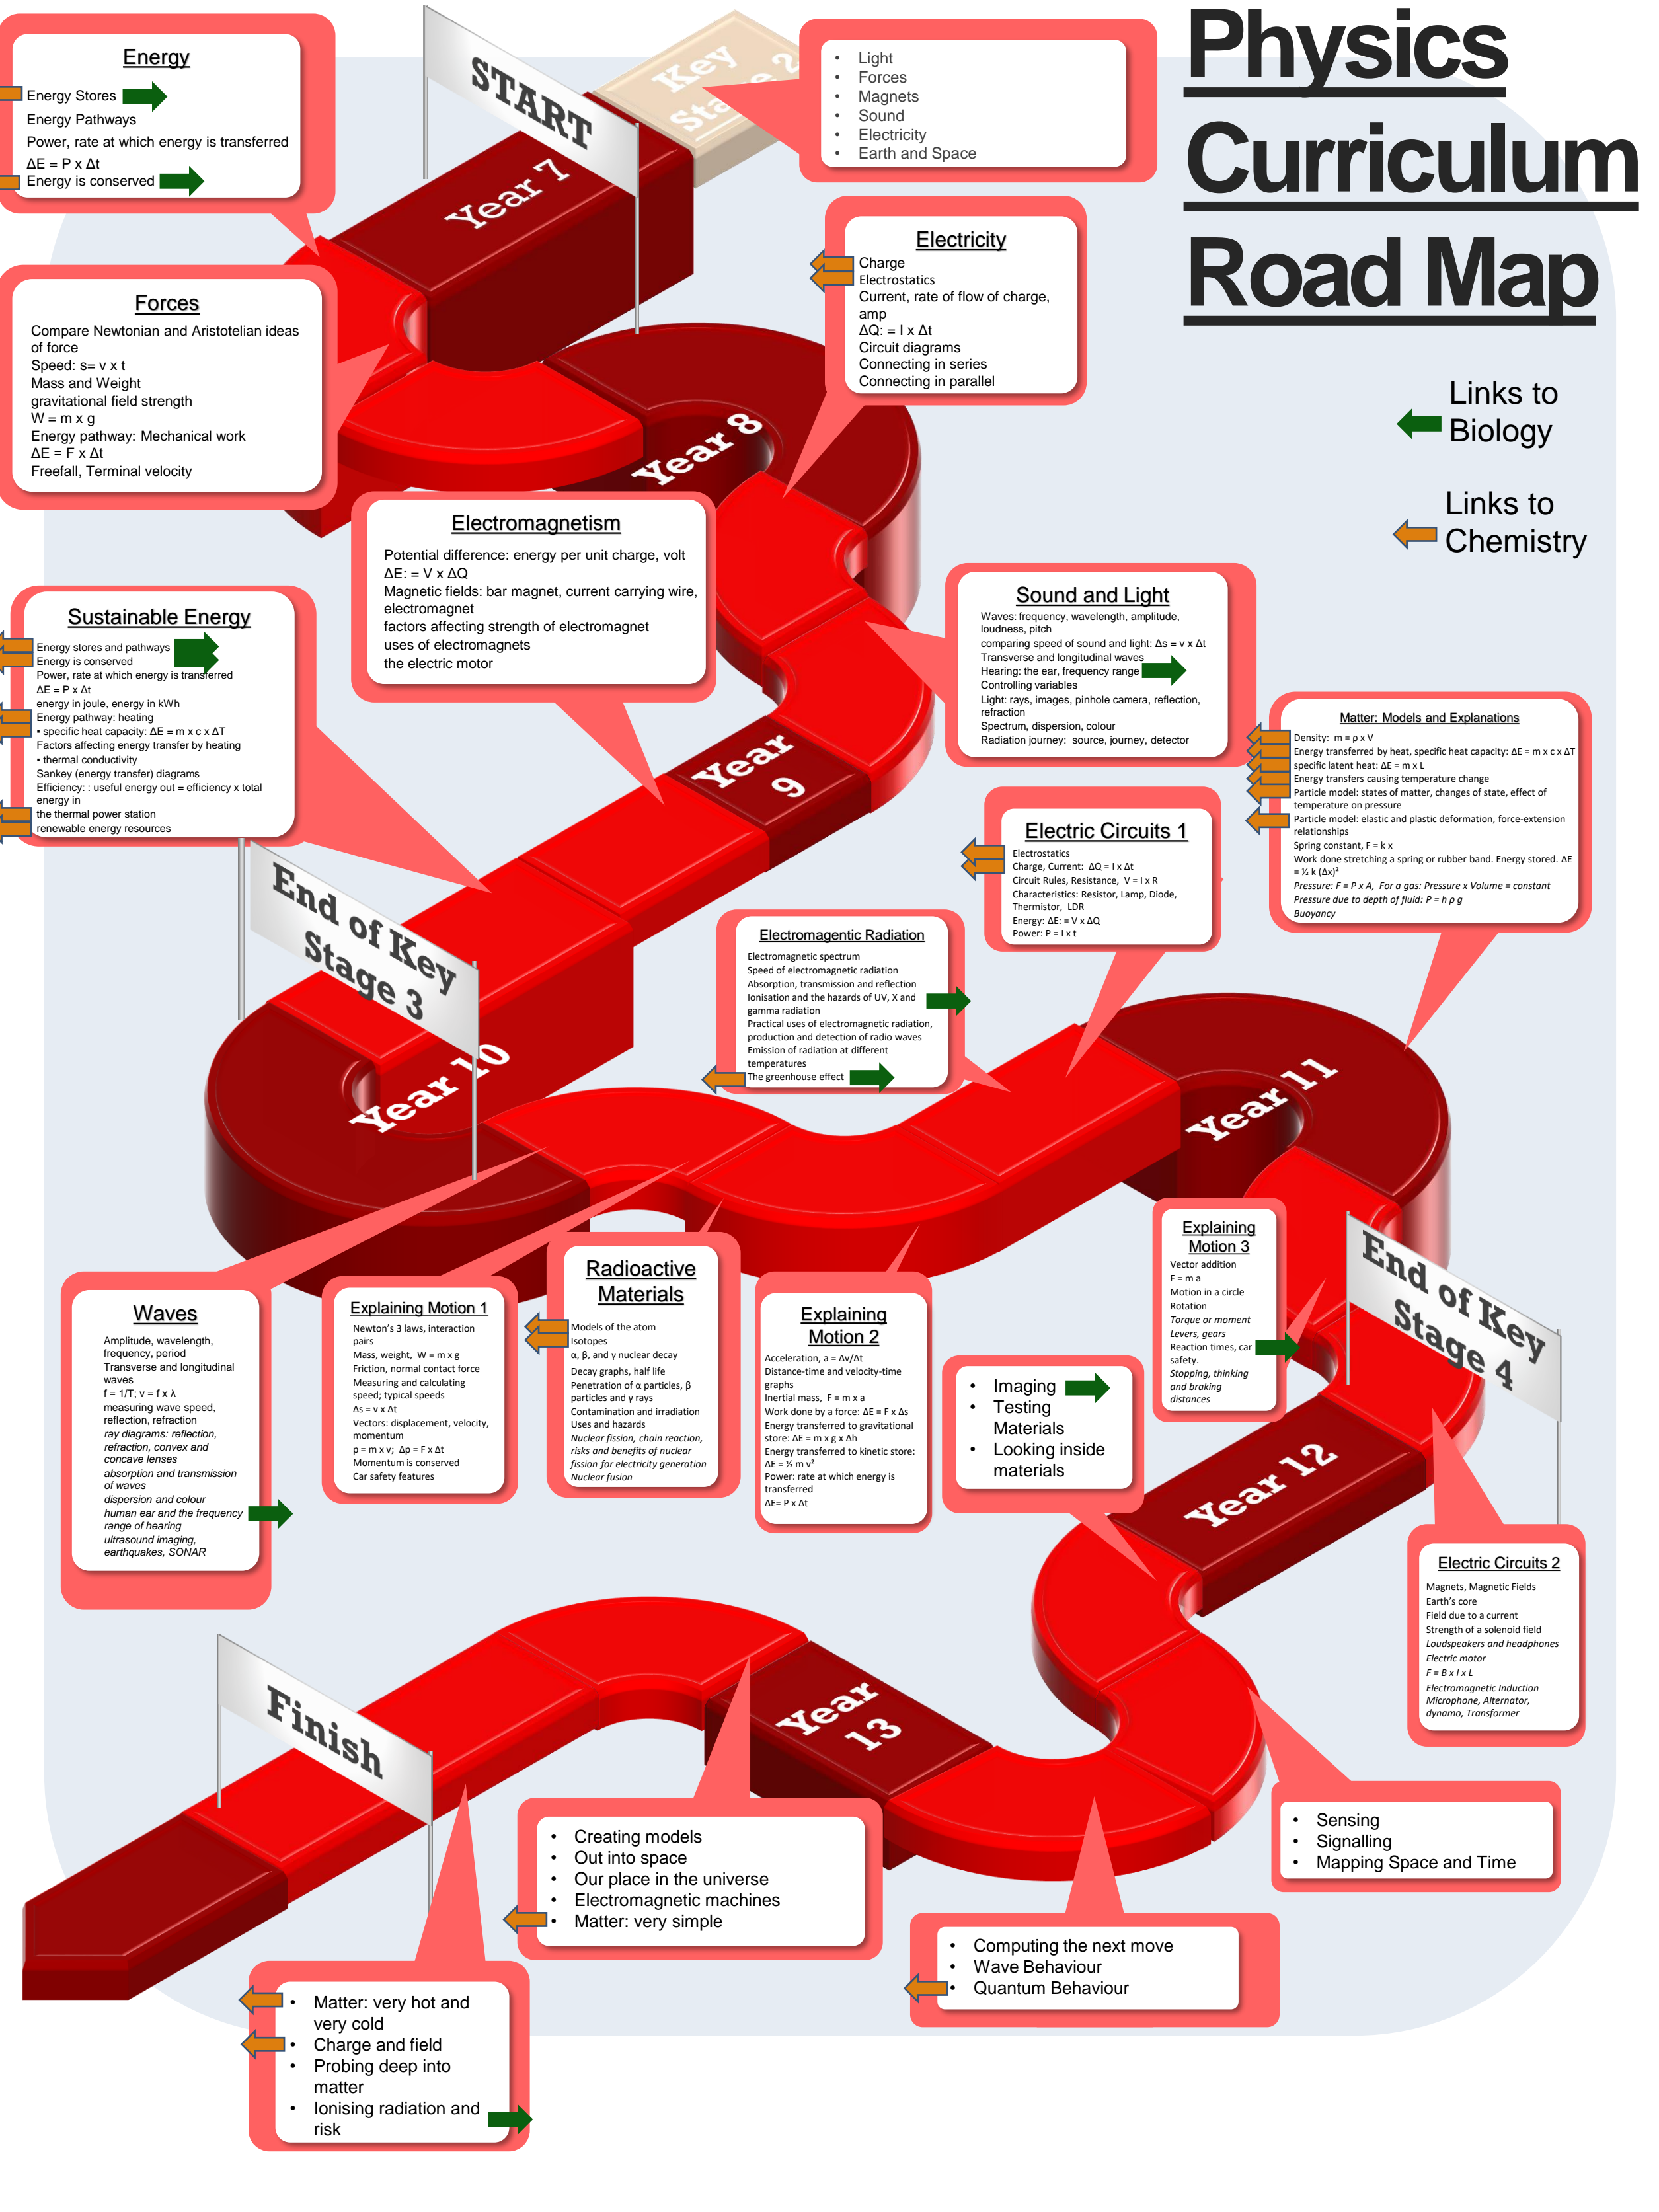 Physics
Curriculum
Road Map
Links to
Biology
Links to
Chemistry
Key
Stage 2
• Light
• Forces
• Magnets
• Sound
• Electricity
• Earth and Space
START
Year 7
Energy
Energy Stores
Energy Pathways
Power, rate at which energy is transferred
ΔE = P x Δt
Energy is conserved
Forces
Compare Newtonian and Aristotelian ideas
of force
Speed: s= v x t
Mass and Weight
gravitational field strength
W = m x g
Energy pathway: Mechanical work
ΔE = F x Δt
Freefall, Terminal velocity
Year 8
Electricity
Charge
Electrostatics
Current, rate of flow of charge,
amp
ΔQ: = I x Δt
Circuit diagrams
Connecting in series
Connecting in parallel
Sound and Light
Waves: frequency, wavelength, amplitude,
loudness, pitch
comparing speed of sound and light: Δs = v x Δt
Transverse and longitudinal waves
Hearing: the ear, frequency range
Controlling variables
Light: rays, images, pinhole camera, reflection,
refraction
Spectrum, dispersion, colour
Radiation journey:  source, journey, detector
Year
9
Electromagnetism
Potential difference: energy per unit charge, volt
ΔE: = V x ΔQ
Magnetic fields: bar magnet, current carrying wire,
electromagnet
factors affecting strength of electromagnet
uses of electromagnets
the electric motor
Sustainable Energy
Energy stores and pathways
Energy is conserved
Power, rate at which energy is transferred
ΔE = P x Δt
energy in joule, energy in kWh
Energy pathway: heating
• specific heat capacity: ΔE = m x c x ΔT
Factors affecting energy transfer by heating
• thermal conductivity
Sankey (energy transfer) diagrams
Efficiency: : useful energy out = efficiency x total
energy in
the thermal power station
renewable energy resources
End of Key
Stage 3
Year 10
Waves
Amplitude, wavelength,
frequency, period
Transverse and longitudinal
waves
f = 1/T; v = f x λ
measuring wave speed,
reflection, refraction
ray diagrams: reflection,
refraction, convex and
concave lenses
absorption and transmission
of waves
dispersion and colour
human ear and the frequency
range of hearing
ultrasound imaging,
earthquakes, SONAR
Explaining Motion 1
Newton's 3 laws, interaction
pairs
Mass, weight,  W = m x g
Friction, normal contact force
Measuring and calculating
speed; typical speeds
Δs = v x Δt
Vectors: displacement, velocity,
momentum
p = m x v;  Δp = F x Δt
Momentum is conserved
Car safety features
Radioactive
Materials
Models of the atom
Isotopes
α, β, and γ nuclear decay
Decay graphs, half life
Penetration of α particles, β
particles and γ rays
Contamination and irradiation
Uses and hazards
Nuclear fission, chain reaction,
risks and benefits of nuclear
fission for electricity generation
Nuclear fusion
Explaining
Motion 2
Acceleration, a = Δv/Δt
Distance-time and velocity-time
graphs
Inertial mass,  F = m x a
Work done by a force: ΔE = F x Δs
Energy transferred to gravitational
store: ΔE = m x g x Δh
Energy transferred to kinetic store:
ΔE = ½ m v²
Power: rate at which energy is
transferred
ΔE= P x Δt
Electromagentic Radiation
Electromagnetic spectrum
Speed of electromagnetic radiation
Absorption, transmission and reflection
Ionisation and the hazards of UV, X and
gamma radiation
Practical uses of electromagnetic radiation,
production and detection of radio waves
Emission of radiation at different
temperatures
The greenhouse effect
Electric Circuits 1
Electrostatics
Charge, Current:  ΔQ = I x Δt
Circuit Rules, Resistance,  V = I x R
Characteristics: Resistor, Lamp, Diode,
Thermistor,  LDR
Energy: ΔE: = V x ΔQ
Power: P = I x t
Year 11
Matter: Models and Explanations
Density:  m = ρ x V
Energy transferred by heat, specific heat capacity: ΔE = m x c x ΔT
specific latent heat: ΔE = m x L
Energy transfers causing temperature change
Particle model: states of matter, changes of state, effect of
temperature on pressure
Particle model: elastic and plastic deformation, force-extension
relationships
Spring constant, F = k x
Work done stretching a spring or rubber band. Energy stored. ΔE
= ½ k (Δx)²
Pressure: F = P x A,  For a gas: Pressure x Volume = constant
Pressure due to depth of fluid: P = h ρ g
Buoyancy
Explaining
Motion 3
Vector addition
F = m a
Motion in a circle
Rotation
Torque or moment
Levers, gears
Reaction times, car
safety.
Stopping, thinking
and braking
distances
End of Key
Stage 4
Electric Circuits 2
Magnets, Magnetic Fields
Earth's core
Field due to a current
Strength of a solenoid field
Loudspeakers and headphones
Electric motor
F = B x I x L
Electromagnetic Induction
Microphone, Alternator,
dynamo, Transformer
Year 12
• Imaging
• Testing
Materials
• Looking inside
materials
• Sensing
• Signalling
• Mapping Space and Time
• Computing the next move
• Wave Behaviour
• Quantum Behaviour
Year
13
• Creating models
• Out into space
• Our place in the universe
• Electromagnetic machines
• Matter: very simple
• Matter: very hot and
very cold
• Charge and field
• Probing deep into
matter
• Ionising radiation and
risk
Finish